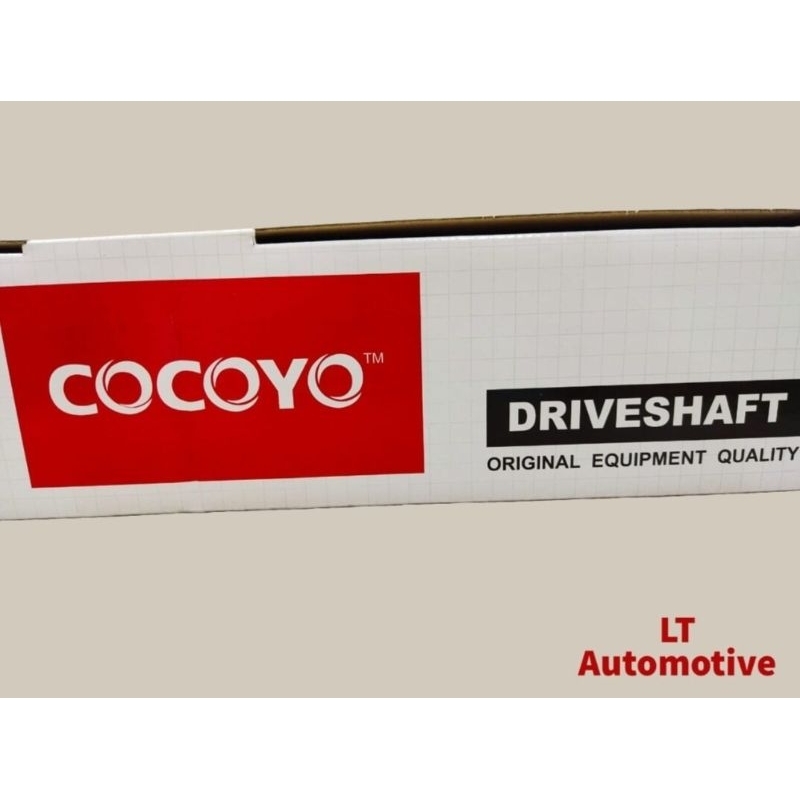 COCOYO™
DRIVESHAFT
ORIGINAL EQUIPMENT QUALITY
LT
Automotive